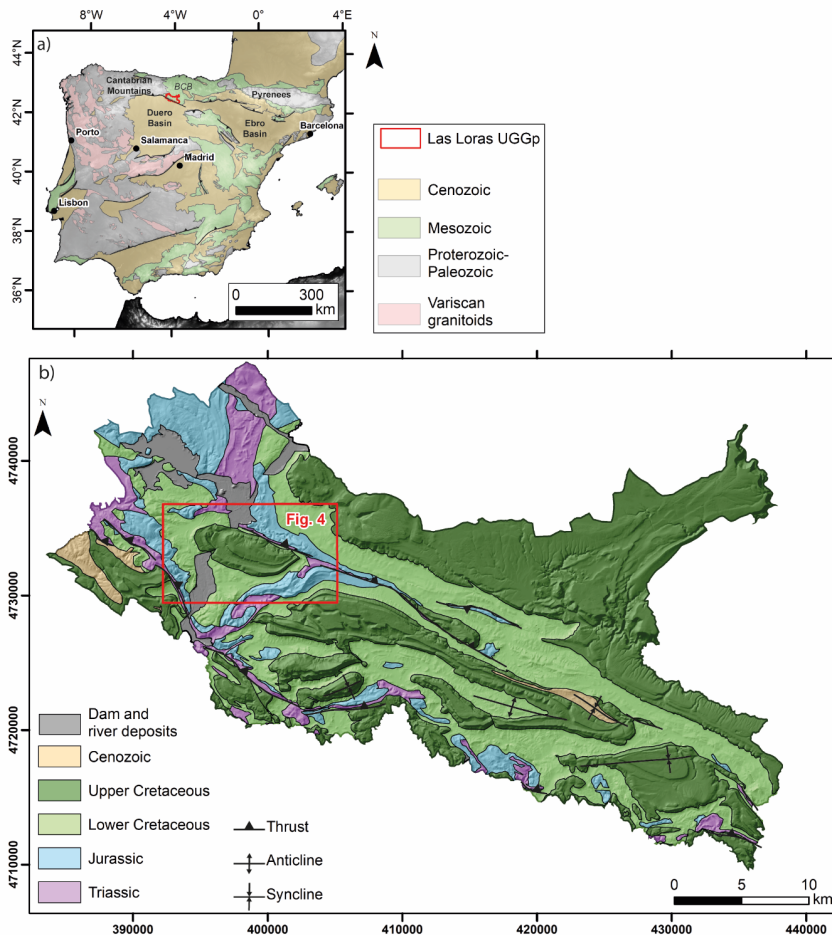 8°W
4°W
0°
4°E
a)
N
44°N
42°N
40°N
38°N
36°N
Cantabrian
Mountains
BCB
Pyrenees
Duero
Basin
Ebro
Basin
Barcelona
Porto
Salamanca
Madrid
Lisbon
0 300
km
Las Loras UGGp
Cenozoic
Mesozoic
Proterozoic-
Paleozoic
Variscan
granitoids
b)
N
4740000
4730000
4720000
4710000
Fig. 4
Dam and
river deposits
Cenozoic
Upper Cretaceous
Lower Cretaceous
Jurassic
Triassic
Thrust
Anticline
Syncline
0 5 10
km
390000 400000 410000 420000 430000 440000